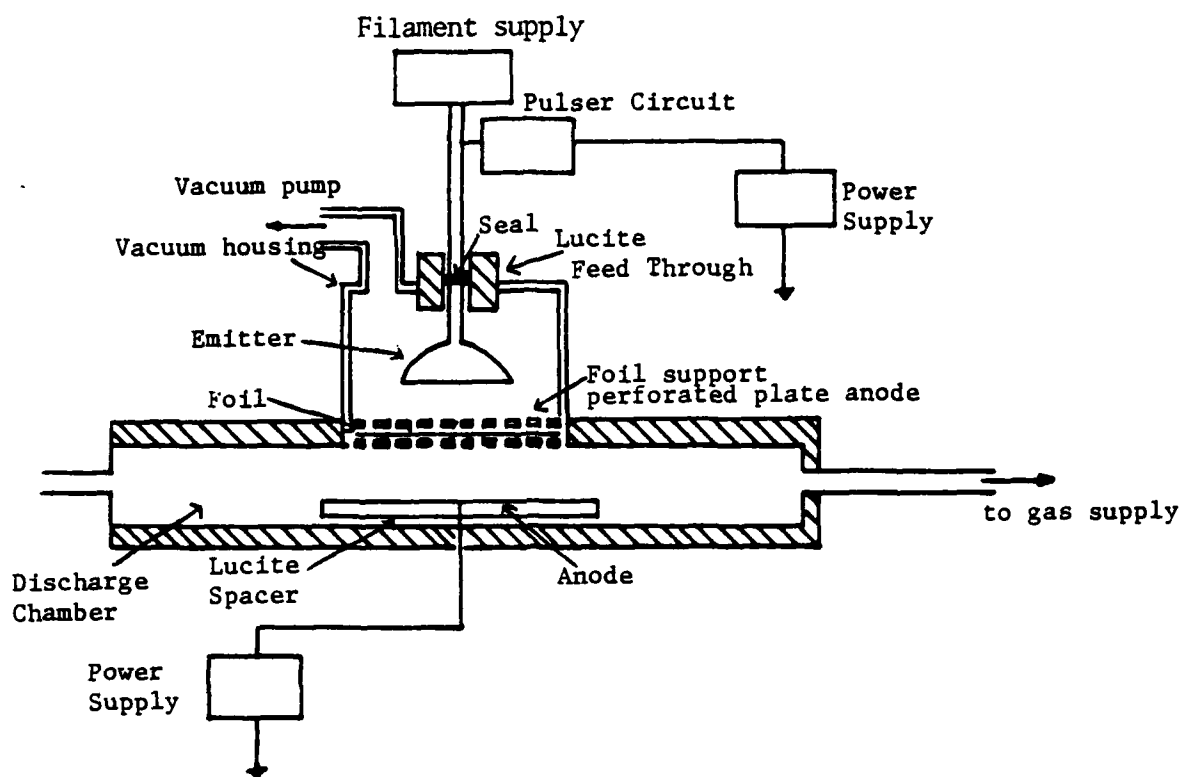 Filament supply
Pulser Circuit
Vacuum pump
Power
Supply
Seal
Lucite
Feed Through
Vacuum housing
Emitter
Foil support
perforated plate anode
Foil
to gas supply
Discharge
Chamber
Lucite
Spacer
Anode
Power
Supply